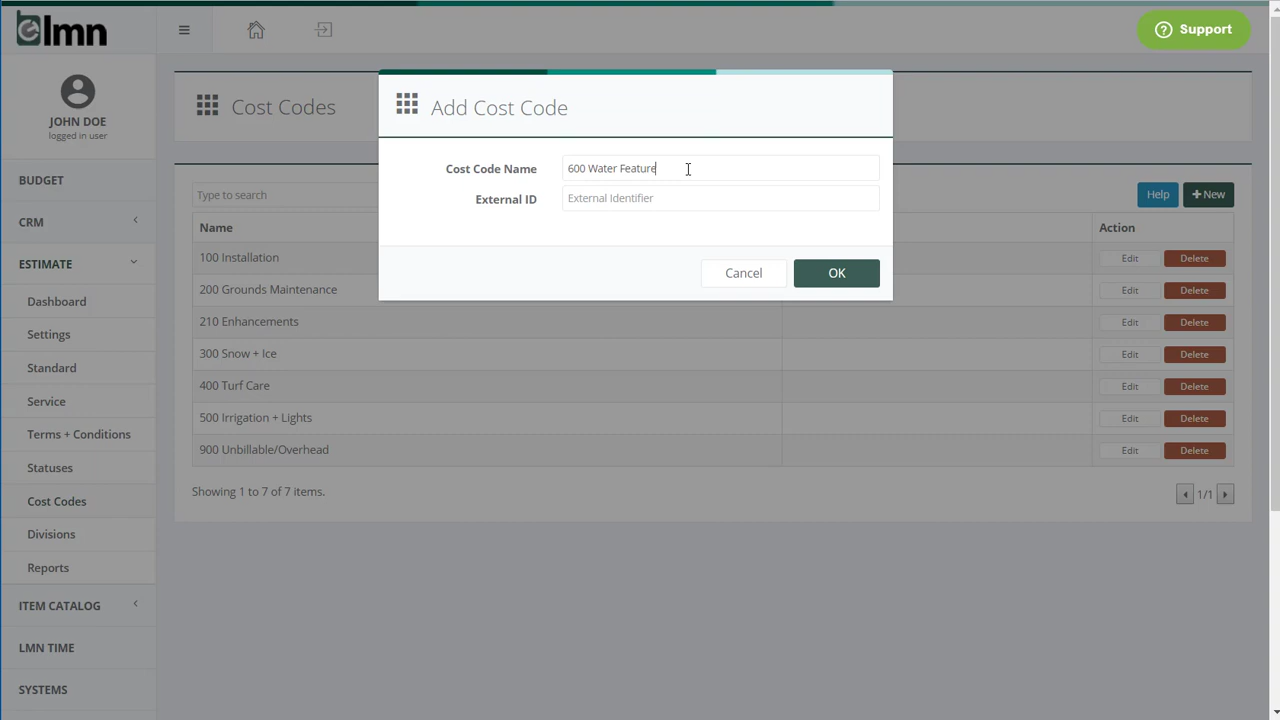 lmn
Support
JOHN DOE
logged in user
Cost Codes
Add Cost Code
Cost Code Name
600 Water Feature
External ID
External Identifier
Cancel
OK
BUDGET
CRM
ESTIMATE
Dashboard
Settings
Standard
Service
Terms + Conditions
Statuses
Cost Codes
Divisions
Reports
ITEM CATALOG
LMN TIME
SYSTEMS
Type to search
Help
+ New
Name
Action
100 Installation
Edit
Delete
200 Grounds Maintenance
Edit
Delete
210 Enhancements
Edit
Delete
300 Snow + Ice
Edit
Delete
400 Turf Care
Edit
Delete
500 Irrigation + Lights
Edit
Delete
900 Unbillable/Overhead
Edit
Delete
Showing 1 to 7 of 7 items.
1/1